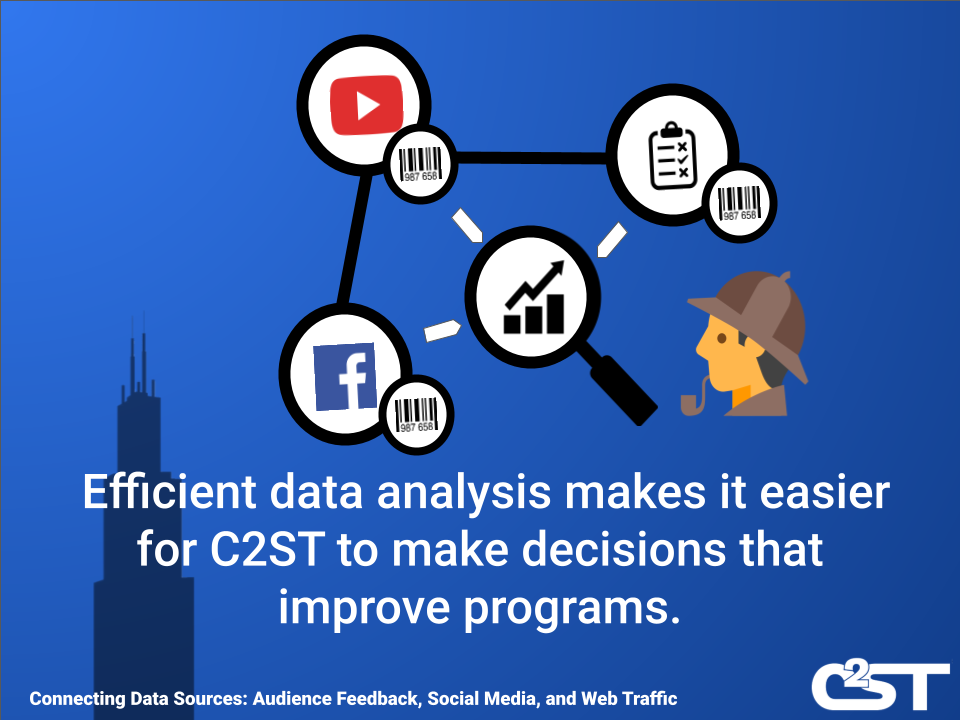 987 658
987 658
f
987 658
Efficient data analysis makes it easier
for C2ST to make decisions that
improve programs.
Connecting Data Sources: Audience Feedback, Social Media, and Web Traffic
C2ST